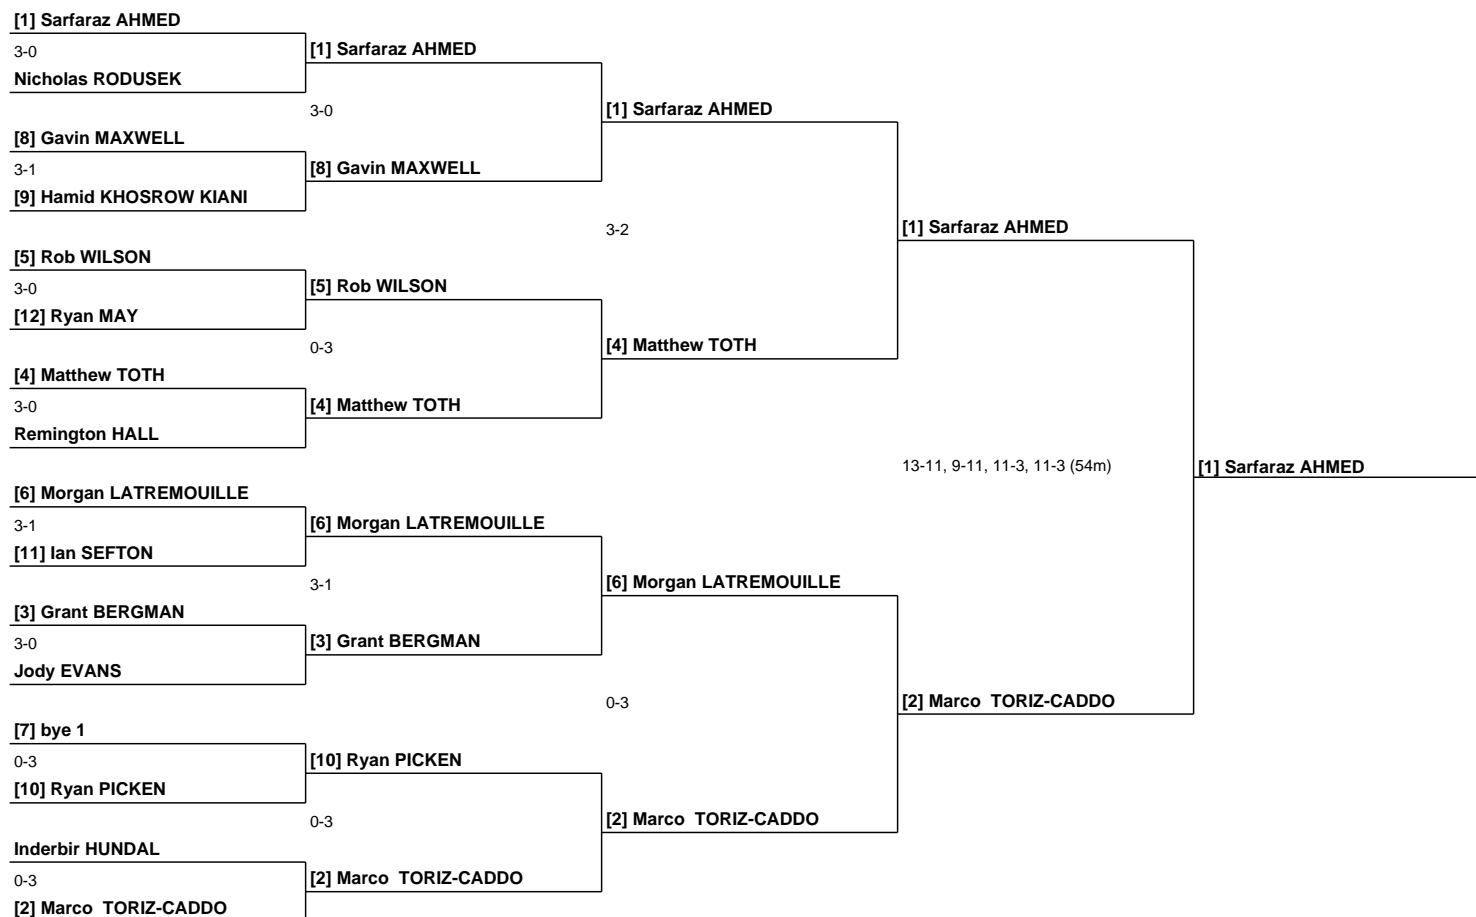 [1] Sarfaraz AHMED
3-0
[1] Sarfaraz AHMED
Nicholas RODUSEK
3-0
[1] Sarfaraz AHMED
[8] Gavin MAXWELL
3-1
[8] Gavin MAXWELL
[9] Hamid KHOSROW KIANI
3-2
[1] Sarfaraz AHMED
[5] Rob WILSON
3-0
[5] Rob WILSON
[12] Ryan MAY
0-3
[4] Matthew TOTH
[4] Matthew TOTH
3-0
[4] Matthew TOTH
Remington HALL
13-11, 9-11, 11-3, 11-3 (54m)
[1] Sarfaraz AHMED
[6] Morgan LATREMOUILLE
3-1
[6] Morgan LATREMOUILLE
[11] Ian SEFTON
3-1
[6] Morgan LATREMOUILLE
[3] Grant BERGMAN
3-0
[3] Grant BERGMAN
Jody EVANS
0-3
[2] Marco  TORIZ-CADDO
[7] bye 1
0-3
[10] Ryan PICKEN
[10] Ryan PICKEN
0-3
[2] Marco  TORIZ-CADDO
Inderbir HUNDAL
0-3
[2] Marco  TORIZ-CADDO
[2] Marco  TORIZ-CADDO